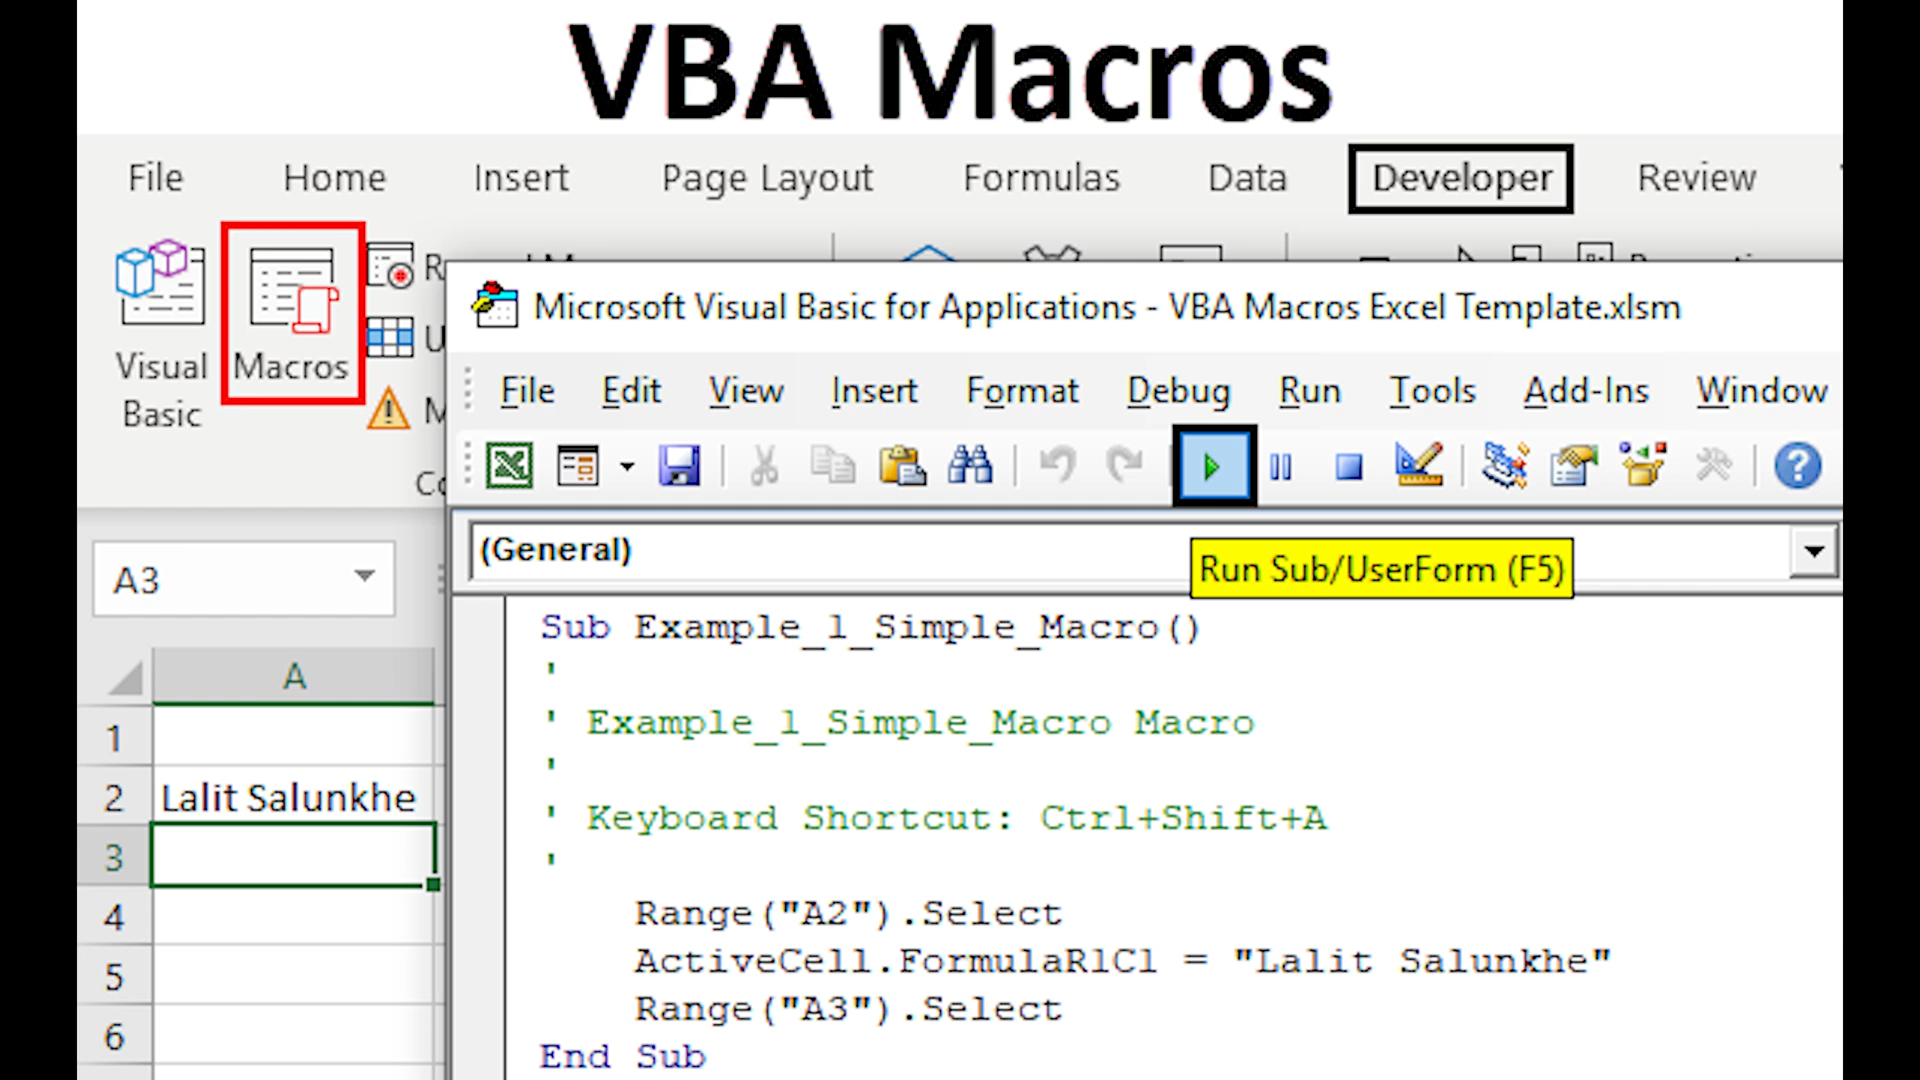 VBA Macros
File Home Insert Page Layout Formulas Data Developer Review
Visual Basic
Macros
Microsoft Visual Basic for Applications - VBA Macros Excel Template.xlsm
File Edit View Insert Format Debug Run Tools Add-Ins Window
(General)
Run Sub/UserForm (F5)
A3
A
1
2 Lalit Salunkhe
3
4
5
6
Sub Example_1_Simple_Macro()
'
' Example_1_Simple_Macro Macro
'
' Keyboard Shortcut: Ctrl+Shift+A
'
Range("A2").Select
ActiveCell.FormulaR1C1 = "Lalit Salunkhe"
Range("A3").Select
End Sub